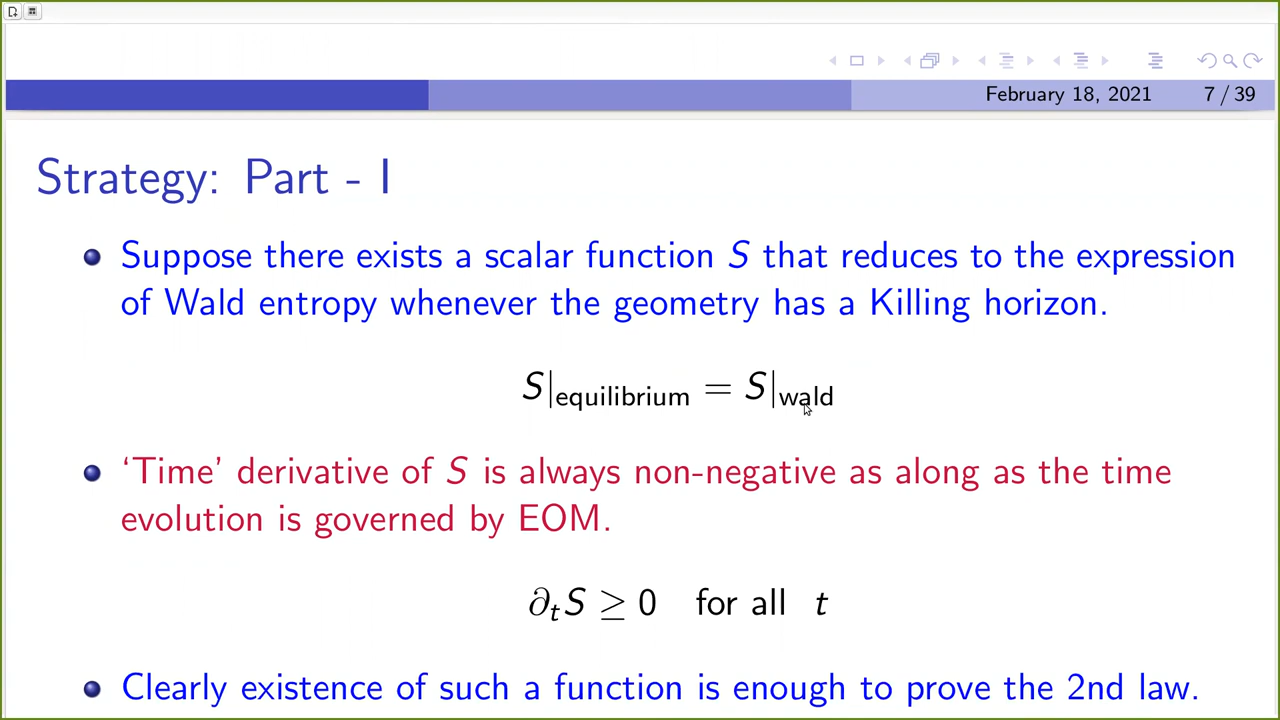 February 18, 2021 7 / 39
Strategy: Part - I
Suppose there exists a scalar function S that reduces to the expression
of Wald entropy whenever the geometry has a Killing horizon.
S|equilibrium = S|wald
‘Time’ derivative of S is always non-negative as along as the time
evolution is governed by EOM.
∂tS ≥ 0 for all t
Clearly existence of such a function is enough to prove the 2nd law.